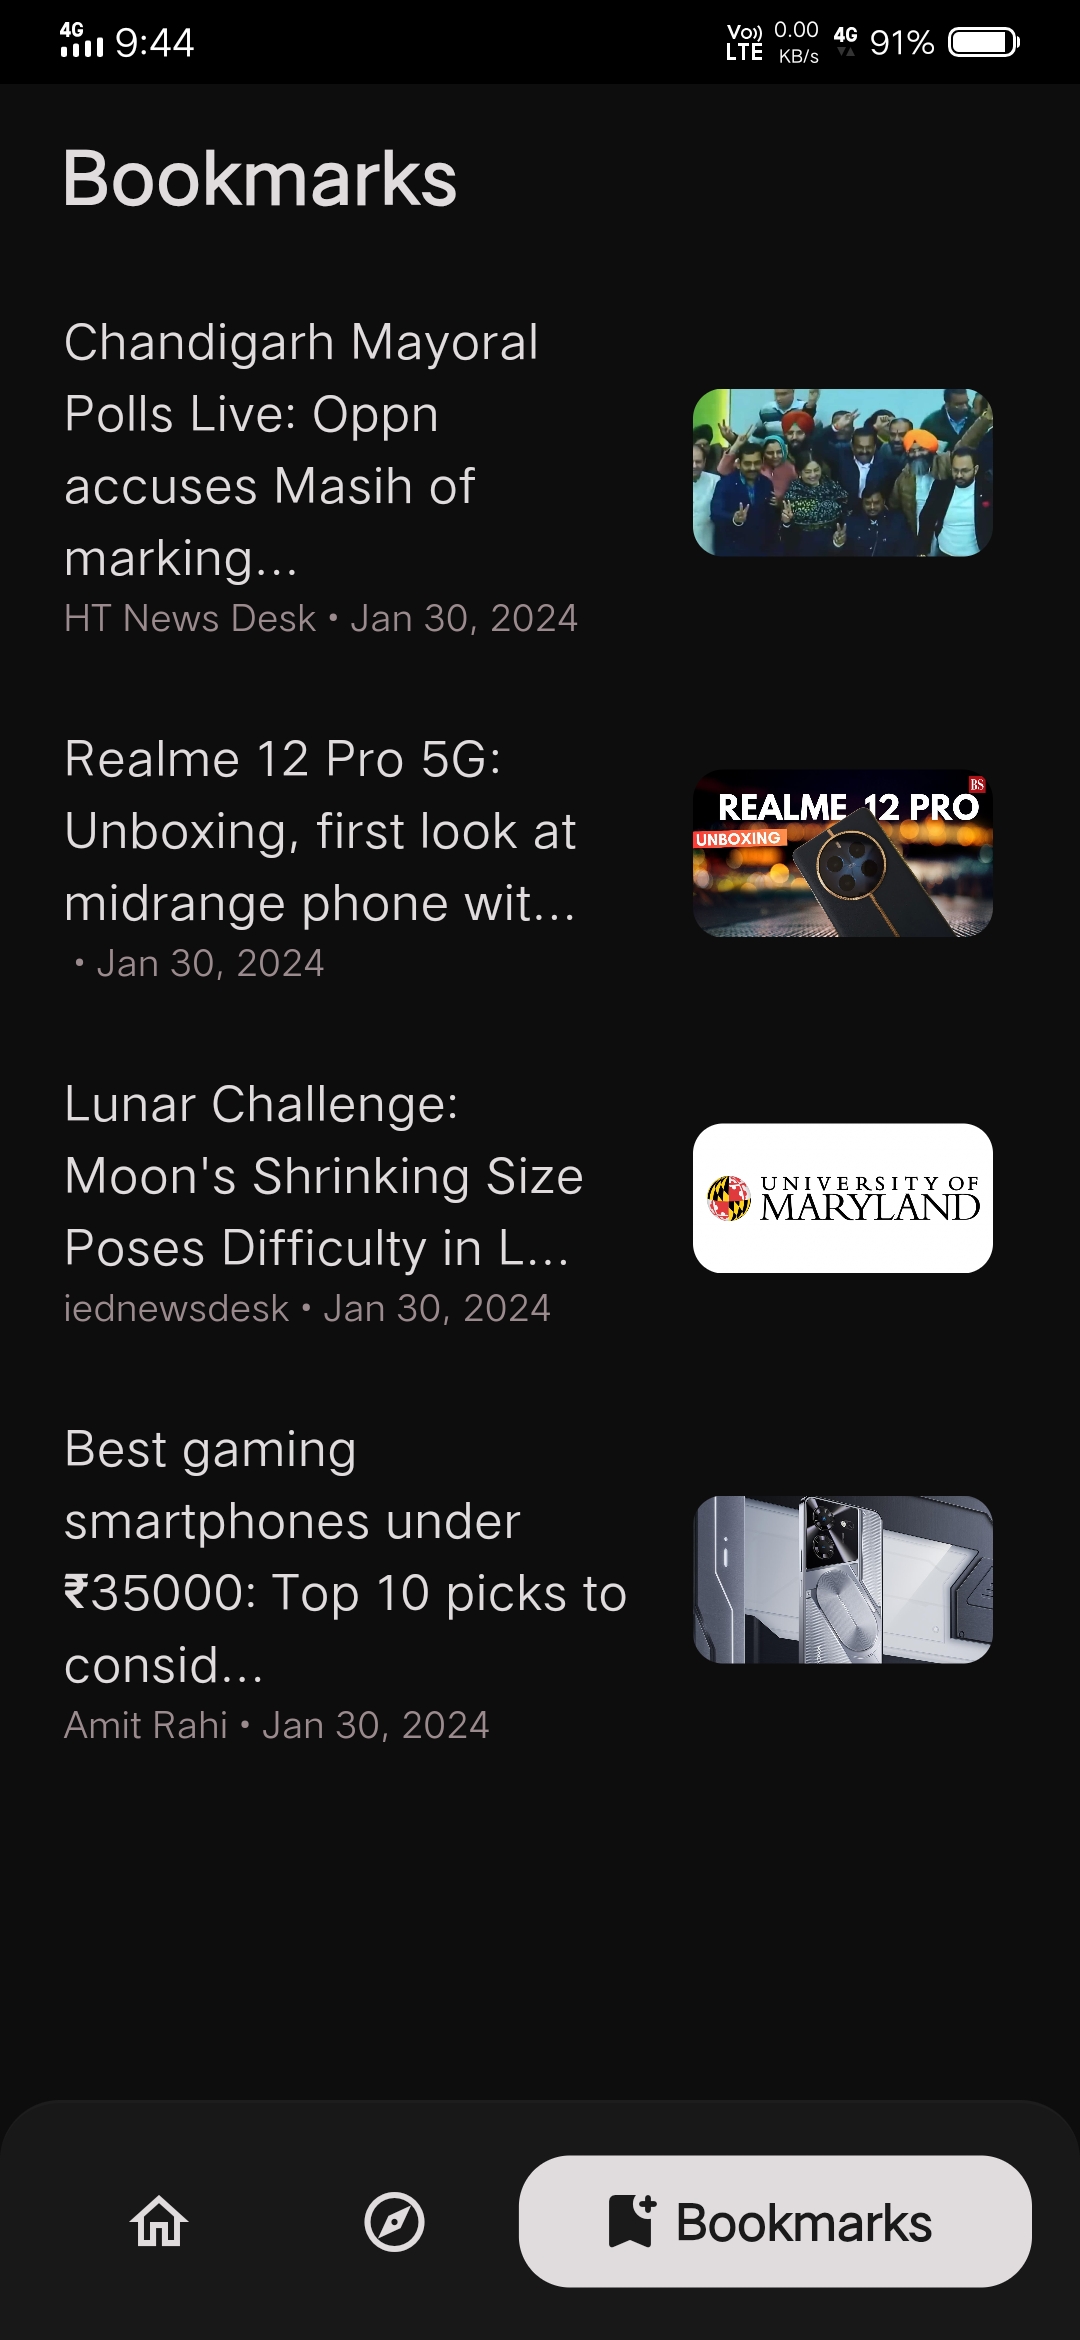 4G 9:44 Vo)) LTE 0.00 KB/s 4G 91%
Bookmarks
Chandigarh Mayoral
Polls Live: Oppn
accuses Masih of
marking...
HT News Desk • Jan 30, 2024
Realme 12 Pro 5G:
Unboxing, first look at
midrange phone wit...
• Jan 30, 2024
BS
REALME 12 PRO
UNBOXING
Lunar Challenge:
Moon's Shrinking Size
Poses Difficulty in L...
iednewsdesk • Jan 30, 2024
UNIVERSITY OF
MARYLAND
Best gaming
smartphones under
₹35000: Top 10 picks to
consid...
Amit Rahi • Jan 30, 2024
Bookmarks